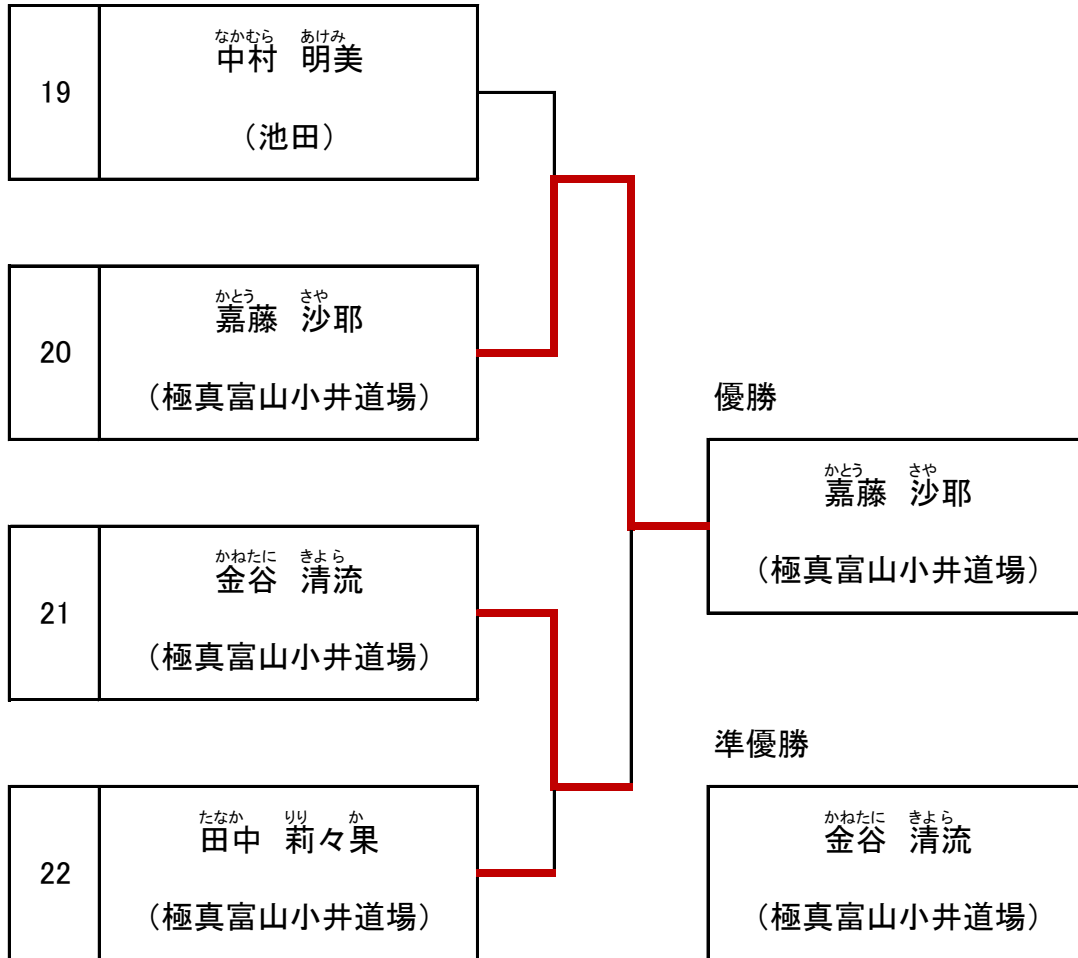 なかむら あけみ
19 中村 明美
(池田)
かとう さや
20 嘉藤 沙耶
(極真富山小井道場)
かねたに きよら
21 金谷 清流
(極真富山小井道場)
たなか りり か
22 田中 莉々果
(極真富山小井道場)
優勝
かとう さや
嘉藤 沙耶
(極真富山小井道場)
準優勝
かねたに きよら
金谷 清流
(極真富山小井道場)